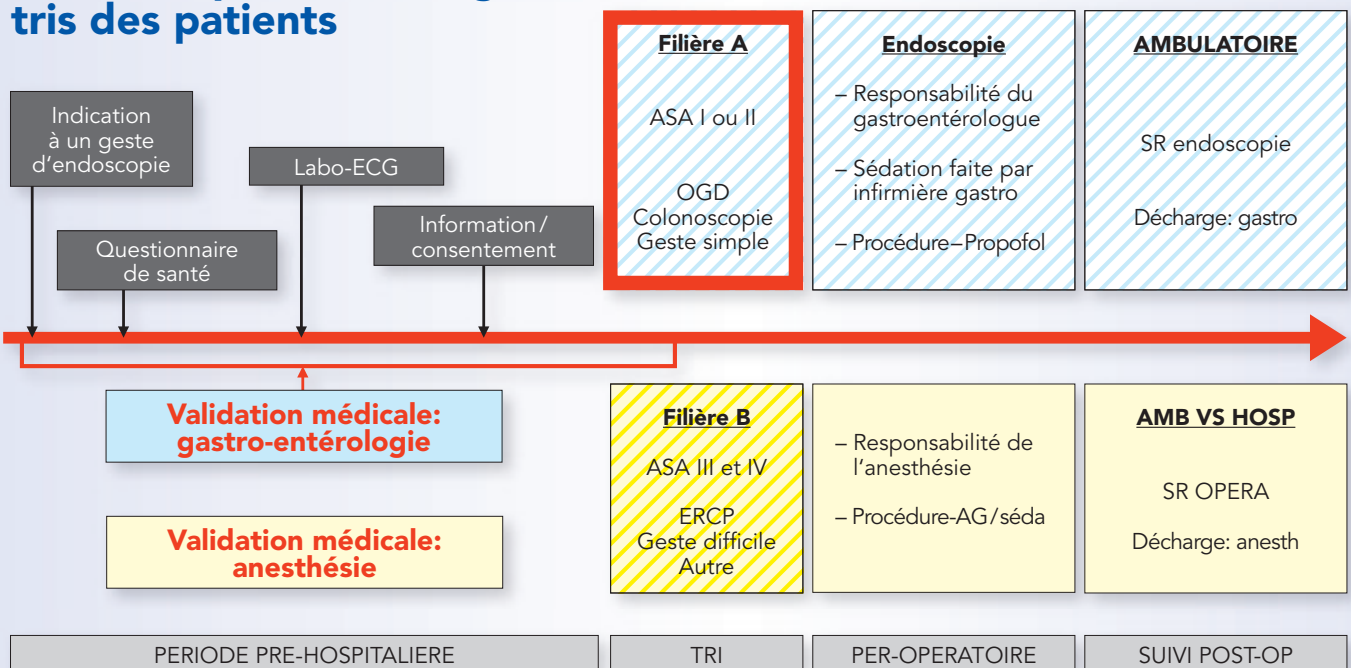 tris des patients
Indication
à un geste
d'endoscopie
Questionnaire
de santé
Labo-ECG
Information/
consentement
Filière A
ASA I ou II
OGD
Colonoscopie
Geste simple
Endoscopie
– Responsabilité du
gastroentérologue
– Sédation faite par
infirmière gastro
– Procédure–Propofol
AMBULATOIRE
SR endoscopie
Décharge: gastro
Validation médicale:
gastro-entérologie
Validation médicale:
anesthésie
Filière B
ASA III et IV
ERCP
Geste difficile
Autre
– Responsabilité de
l'anesthésie
– Procédure-AG/séda
AMB VS HOSP
SR OPERA
Décharge: anesth
PERIODE PRE-HOSPITALIERE
TRI
PER-OPERATOIRE
SUIVI POST-OP